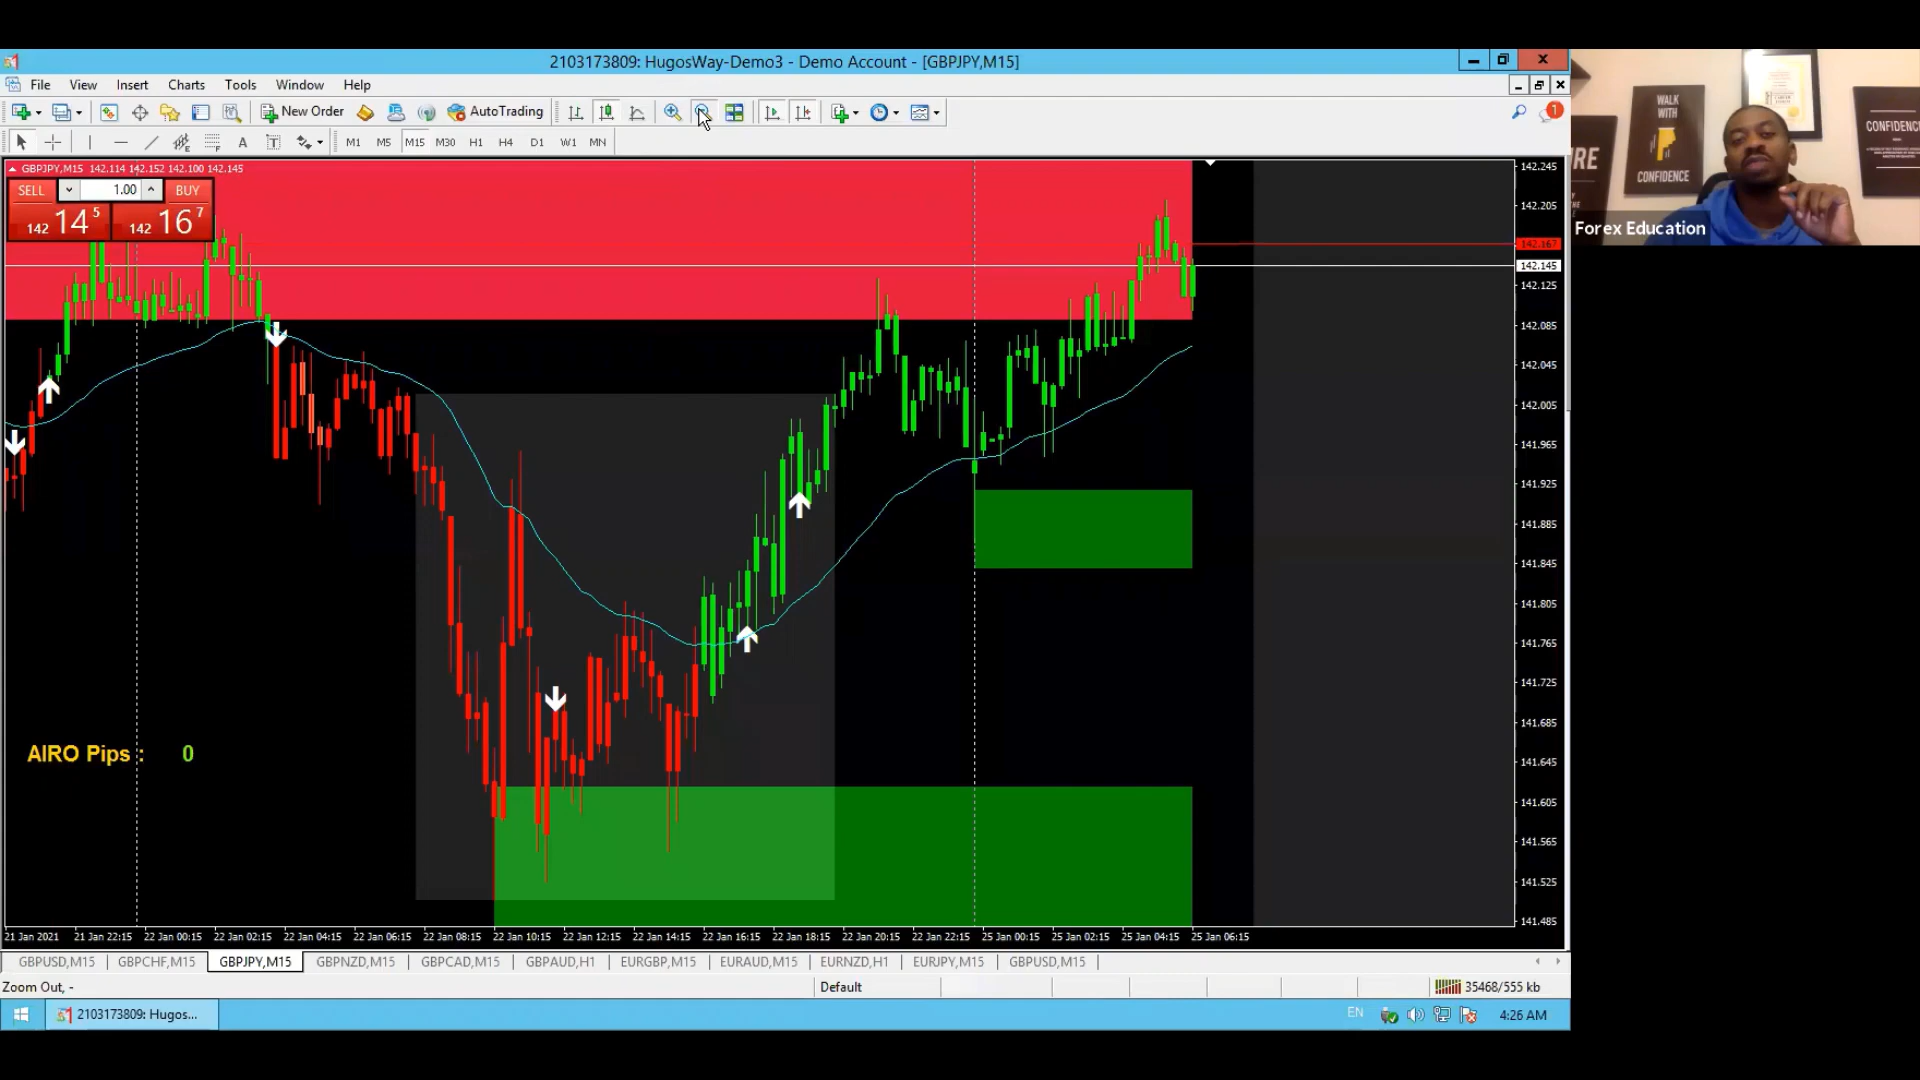 2103173809: HugosWay-Demo3 - Demo Account - [GBPJPY,M15]
File View Insert Charts Tools Window Help
New Order AutoTrading
1
A T M1 M5 M15 M30 H1 H4 D1 W1 MN
GBPJPY,M15 142.114 142.152 142.100 142.145
SELL 1.00 BUY
142 14 5 142 16 7
142.245
142.205
142.167
142.145
142.125
142.085
142.045
142.005
141.965
141.925
141.885
141.845
141.805
141.765
141.725
141.685
141.645
141.605
141.565
141.525
141.485
AIRO Pips : 0
21 Jan 2021 21 Jan 22:15 22 Jan 00:15 22 Jan 02:15 22 Jan 04:15 22 Jan 06:15 22 Jan 08:15 22 Jan 10:15 22 Jan 12:15 22 Jan 14:15 22 Jan 16:15 22 Jan 18:15 22 Jan 20:15 22 Jan 22:15 25 Jan 00:15 25 Jan 02:15 25 Jan 04:15 25 Jan 06:15
GBPUSD,M15 GBPCHF,M15 GBPJPY,M15 GBPNZD,M15 GBPCAD,M15 GBPAUD,H1 EURGBP,M15 EURAUD,M15 EURNZD,H1 EURJPY,M15 GBPUSD,M15
Zoom Out, - Default 35468/555 kb
2103173809: Hugos... EN 4:26 AM
WALK
WITH
CONFIDENCE
CONFIDENCE
Forex Education